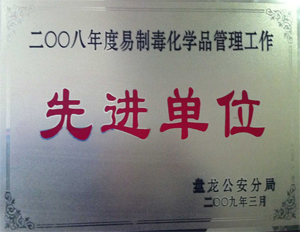 二〇〇八年度易制毒化学品管理工作
先进单位
盘龙公安分局
二〇〇九年三月